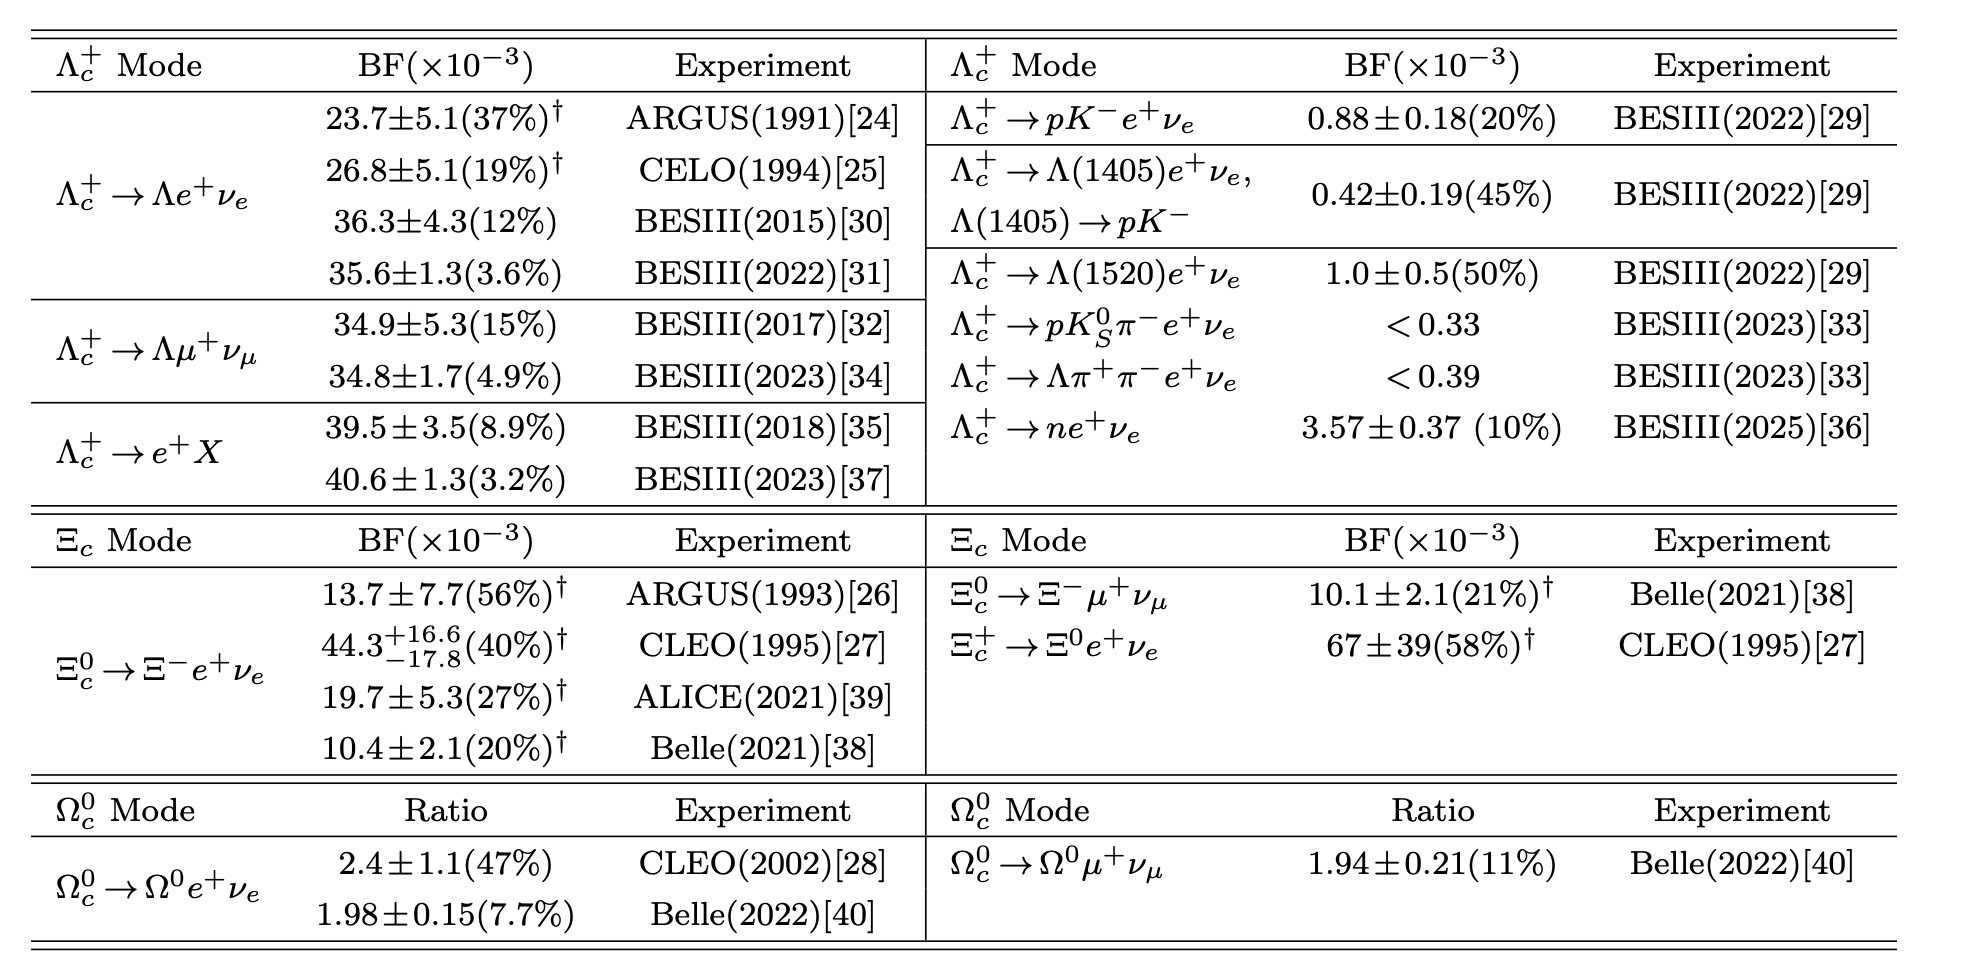 Λc+ Mode BF(×10−3) Experiment Λc+ Mode BF(×10−3) Experiment
23.7±5.1(37%)† ARGUS(1991)[24] Λc+ → pK−e+νe 0.88±0.18(20%) BESIII(2022)[29]
26.8±5.1(19%)† CELO(1994)[25] Λc+ → Λ(1405)e+νe,
Λc+ → Λe+νe 0.42±0.19(45%) BESIII(2022)[29]
36.3±4.3(12%) BESIII(2015)[30] Λ(1405) → pK−
35.6±1.3(3.6%) BESIII(2022)[31] Λc+ → Λ(1520)e+νe 1.0±0.5(50%) BESIII(2022)[29]
34.9±5.3(15%) BESIII(2017)[32] Λc+ → pKS0π−e+νe <0.33 BESIII(2023)[33]
Λc+ → Λμ+νμ
34.8±1.7(4.9%) BESIII(2023)[34] Λc+ → Λπ+π−e+νe <0.39 BESIII(2023)[33]
39.5±3.5(8.9%) BESIII(2018)[35] Λc+ → ne+νe 3.57±0.37 (10%) BESIII(2025)[36]
Λc+ → e+X
40.6±1.3(3.2%) BESIII(2023)[37]
Ξc Mode BF(×10−3) Experiment Ξc Mode BF(×10−3) Experiment
13.7±7.7(56%)† ARGUS(1993)[26] Ξc0 → Ξ−μ+νμ 10.1±2.1(21%)† Belle(2021)[38]
44.3+16.6−17.8(40%)† CLEO(1995)[27] Ξc+ → Ξ0e+νe 67±39(58%)† CLEO(1995)[27]
Ξc0 → Ξ−e+νe
19.7±5.3(27%)† ALICE(2021)[39]
10.4±2.1(20%)† Belle(2021)[38]
Ωc0 Mode Ratio Experiment Ωc0 Mode Ratio Experiment
2.4±1.1(47%) CLEO(2002)[28] Ωc0 → Ω0μ+νμ 1.94±0.21(11%) Belle(2022)[40]
Ωc0 → Ω0e+νe
1.98±0.15(7.7%) Belle(2022)[40]